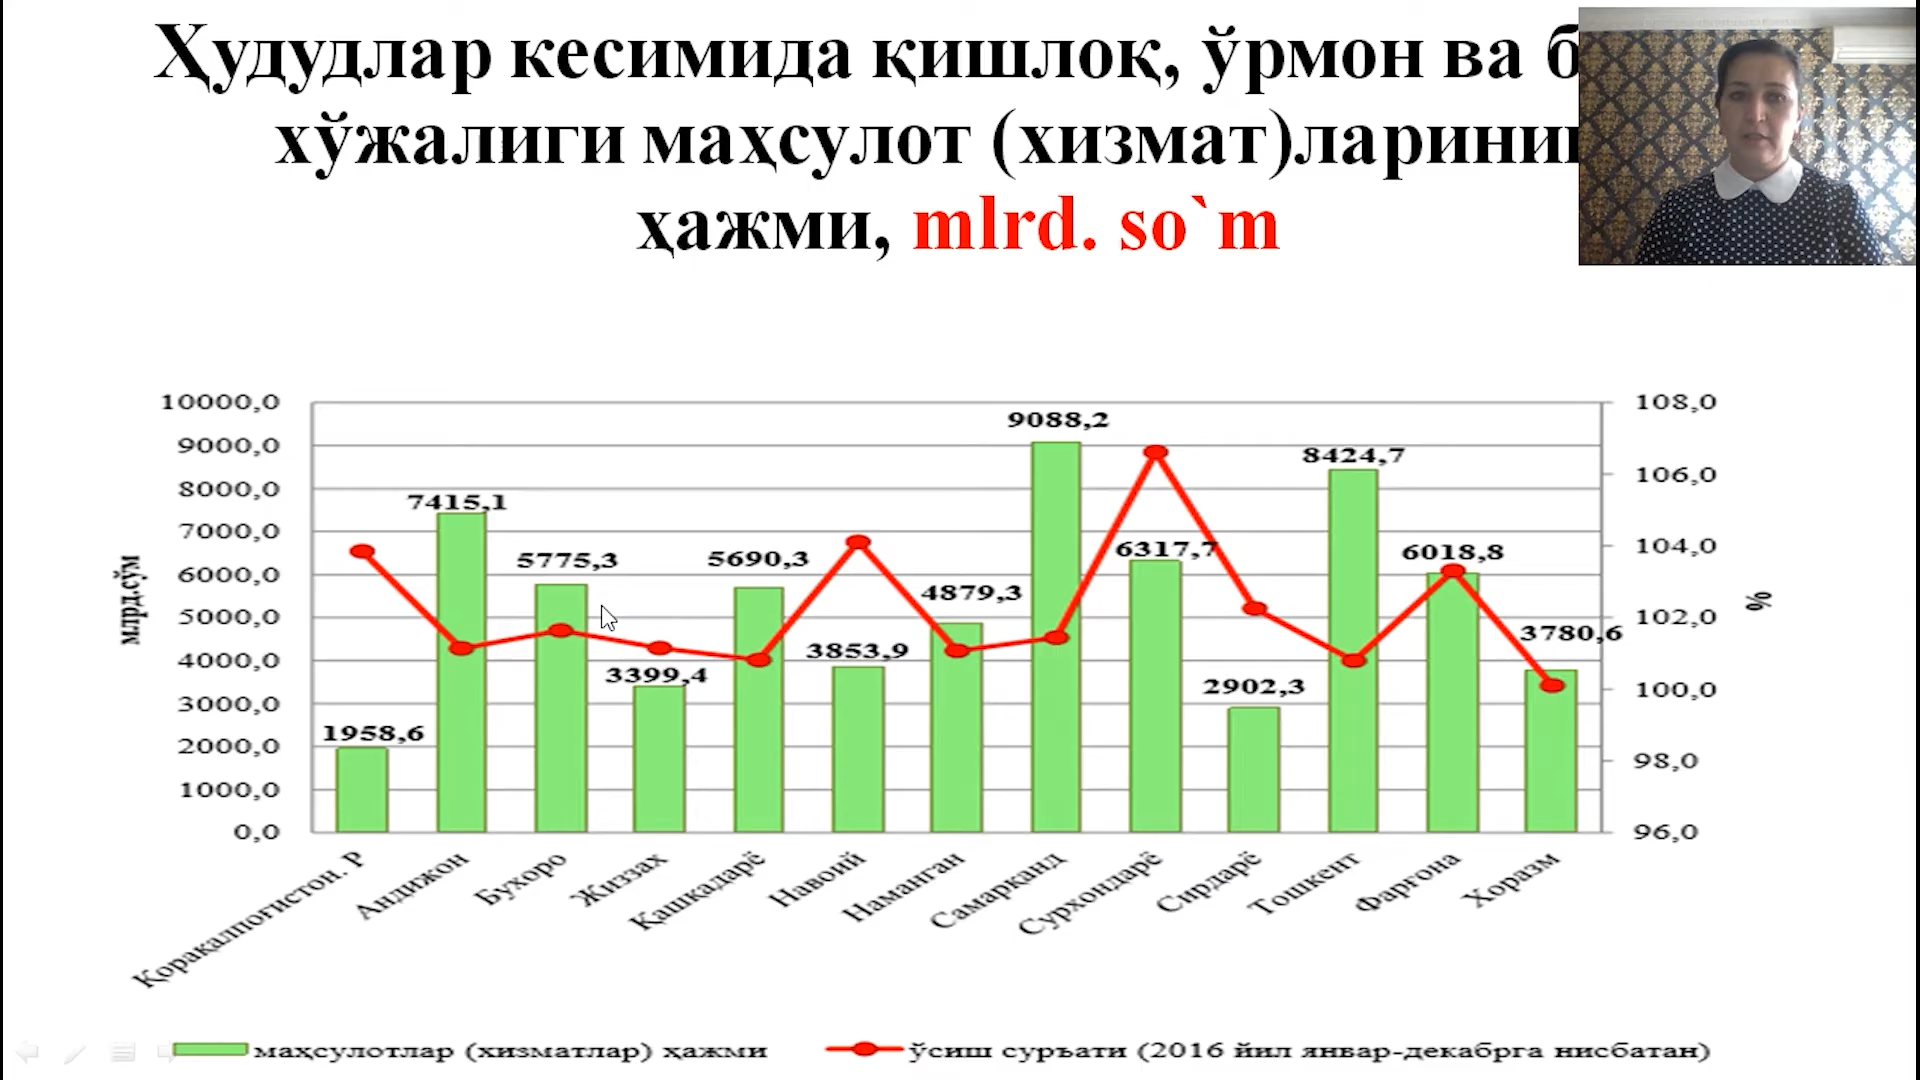 Ҳудудлар кесимида қишлоқ, ўрмон ва
хўжалиги маҳсулот (хизмат)ларининг
ҳажми, mlrd. so`m
10000,0
9000,0
8000,0
7000,0
6000,0
5000,0
4000,0
3000,0
2000,0
1000,0
0,0
млрд.сўм
108,0
106,0
104,0
102,0
100,0
98,0
96,0
%
1958,6
7415,1
5775,3
3399,4
5690,3
3853,9
4879,3
9088,2
6317,7
2902,3
8424,7
6018,8
3780,6
Қорақалпоғистон. Р
Андижон
Бухоро
Жиззах
Қашқадарё
Навоий
Наманган
Самарқанд
Сурхондарё
Сирдарё
Тошкент
Фарғона
Хоразм
маҳсулотлар (хизматлар) ҳажми
ўсиш суръати (2016 йил январ-декабрга нисбатан)